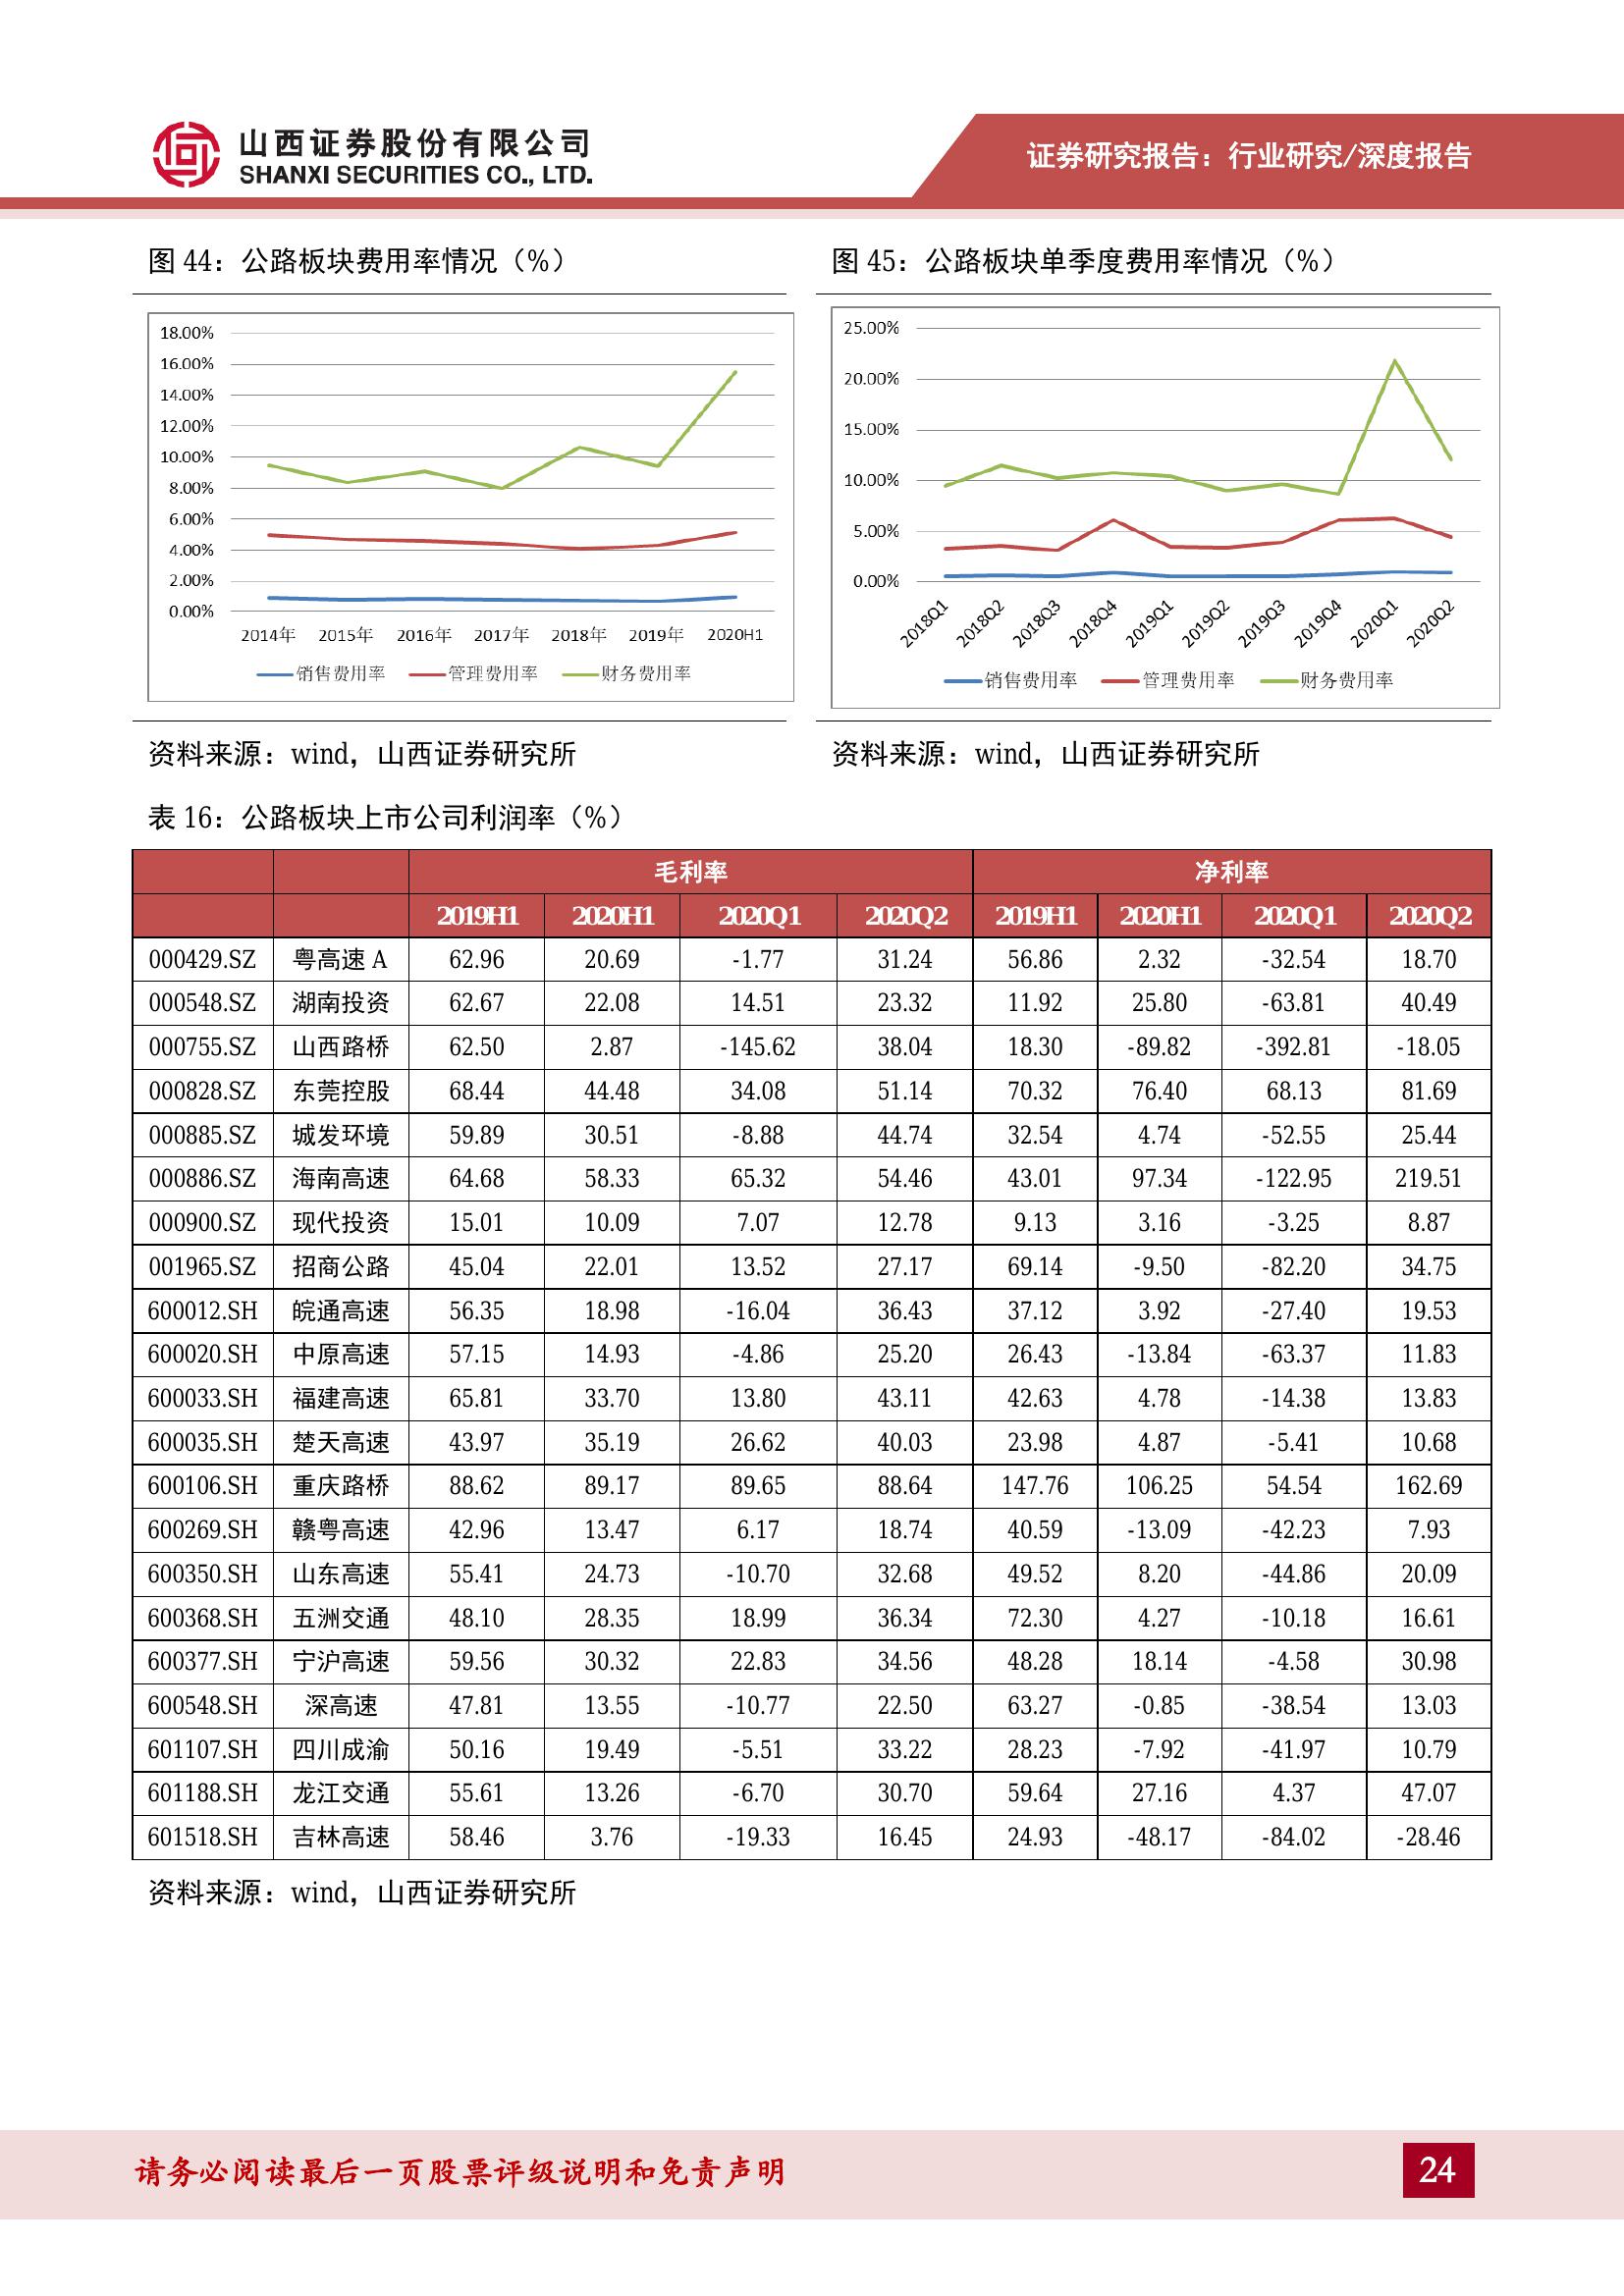 山西证券股份有限公司
SHANXI SECURITIES CO., LTD.
证券研究报告：行业研究/深度报告
图 44：公路板块费用率情况（%）
18.00%
16.00%
14.00%
12.00%
10.00%
8.00%
6.00%
4.00%
2.00%
0.00%
2014年 2015年 2016年 2017年 2018年 2019年 2020H1
销售费用率 管理费用率 财务费用率
资料来源：wind，山西证券研究所
图 45：公路板块单季度费用率情况（%）
25.00%
20.00%
15.00%
10.00%
5.00%
0.00%
2018Q1 2018Q2 2018Q3 2018Q4 2019Q1 2019Q2 2019Q3 2019Q4 2020Q1 2020Q2
销售费用率 管理费用率 财务费用率
资料来源：wind，山西证券研究所
表 16：公路板块上市公司利润率（%）
毛利率 净利率
2019H1 2020H1 2020Q1 2020Q2 2019H1 2020H1 2020Q1 2020Q2
000429.SZ 粤高速 A 62.96 20.69 -1.77 31.24 56.86 2.32 -32.54 18.70
000548.SZ 湖南投资 62.67 22.08 14.51 23.32 11.92 25.80 -63.81 40.49
000755.SZ 山西路桥 62.50 2.87 -145.62 38.04 18.30 -89.82 -392.81 -18.05
000828.SZ 东莞控股 68.44 44.48 34.08 51.14 70.32 76.40 68.13 81.69
000885.SZ 城发环境 59.89 30.51 -8.88 44.74 32.54 4.74 -52.55 25.44
000886.SZ 海南高速 64.68 58.33 65.32 54.46 43.01 97.34 -122.95 219.51
000900.SZ 现代投资 15.01 10.09 7.07 12.78 9.13 3.16 -3.25 8.87
001965.SZ 招商公路 45.04 22.01 13.52 27.17 69.14 -9.50 -82.20 34.75
600012.SH 皖通高速 56.35 18.98 -16.04 36.43 37.12 3.92 -27.40 19.53
600020.SH 中原高速 57.15 14.93 -4.86 25.20 26.43 -13.84 -63.37 11.83
600033.SH 福建高速 65.81 33.70 13.80 43.11 42.63 4.78 -14.38 13.83
600035.SH 楚天高速 43.97 35.19 26.62 40.03 23.98 4.87 -5.41 10.68
600106.SH 重庆路桥 88.62 89.17 89.65 88.64 147.76 106.25 54.54 162.69
600269.SH 赣粤高速 42.96 13.47 6.17 18.74 40.59 -13.09 -42.23 7.93
600350.SH 山东高速 55.41 24.73 -10.70 32.68 49.52 8.20 -44.86 20.09
600368.SH 五洲交通 48.10 28.35 18.99 36.34 72.30 4.27 -10.18 16.61
600377.SH 宁沪高速 59.56 30.32 22.83 34.56 48.28 18.14 -4.58 30.98
600548.SH 深高速 47.81 13.55 -10.77 22.50 63.27 -0.85 -38.54 13.03
601107.SH 四川成渝 50.16 19.49 -5.51 33.22 28.23 -7.92 -41.97 10.79
601188.SH 龙江交通 55.61 13.26 -6.70 30.70 59.64 27.16 4.37 47.07
601518.SH 吉林高速 58.46 3.76 -19.33 16.45 24.93 -48.17 -84.02 -28.46
资料来源：wind，山西证券研究所
请务必阅读最后一页股票评级说明和免责声明
24